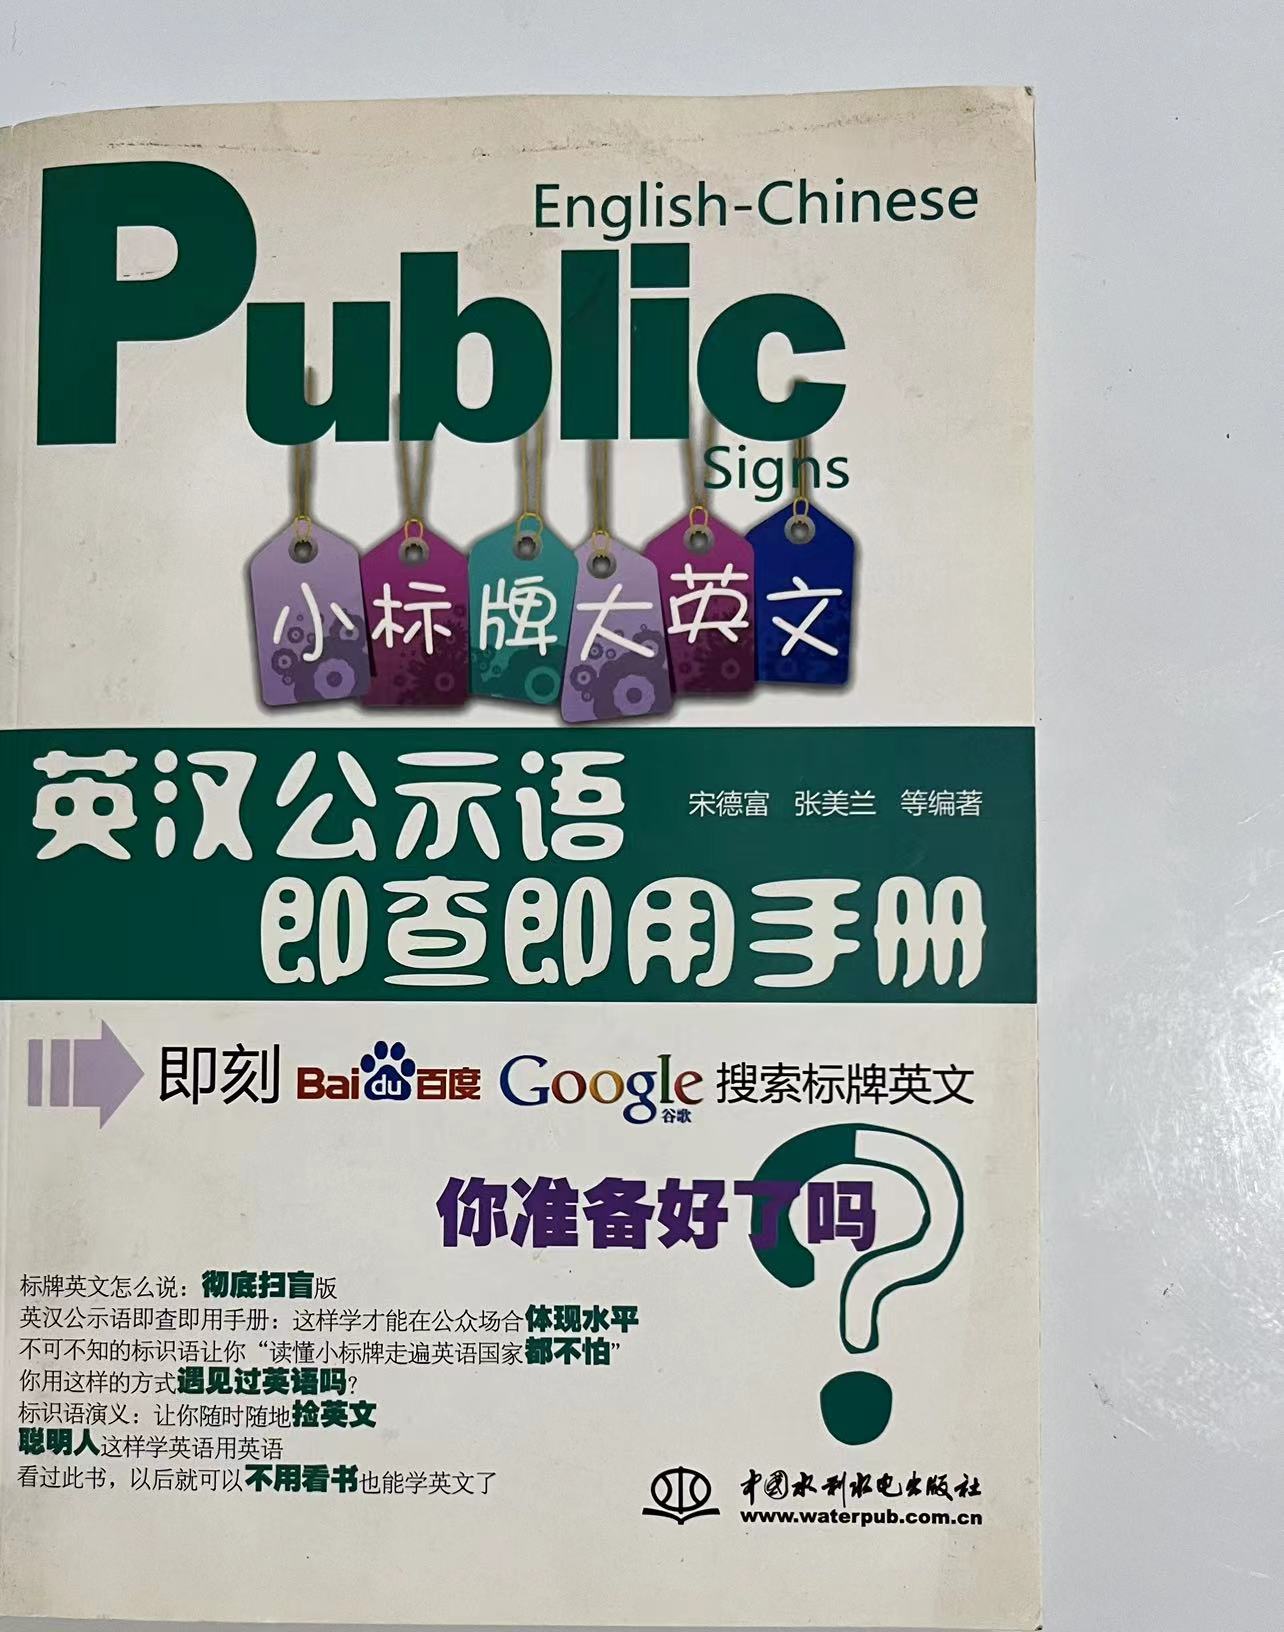 English-Chinese
Public
Signs
小标牌大英文
英汉公示语
宋德富 张美兰 等编著
即查即用手册
即刻 Bai du 百度 Google 谷歌 搜索标牌英文
你准备好了吗
?
标牌英文怎么说：彻底扫盲版
英汉公示语即查即用手册：这样学才能在公众场合体现水平
不可不知的标识语让你“读懂小标牌走遍英语国家都不怕”
你用这样的方式遇见过英语吗？
标识语演义：让你随时随地捡英文
聪明人这样学英语用英语
看过此书，以后就可以不用看书也能学英文了
中国水利水电出版社
www.waterpub.com.cn